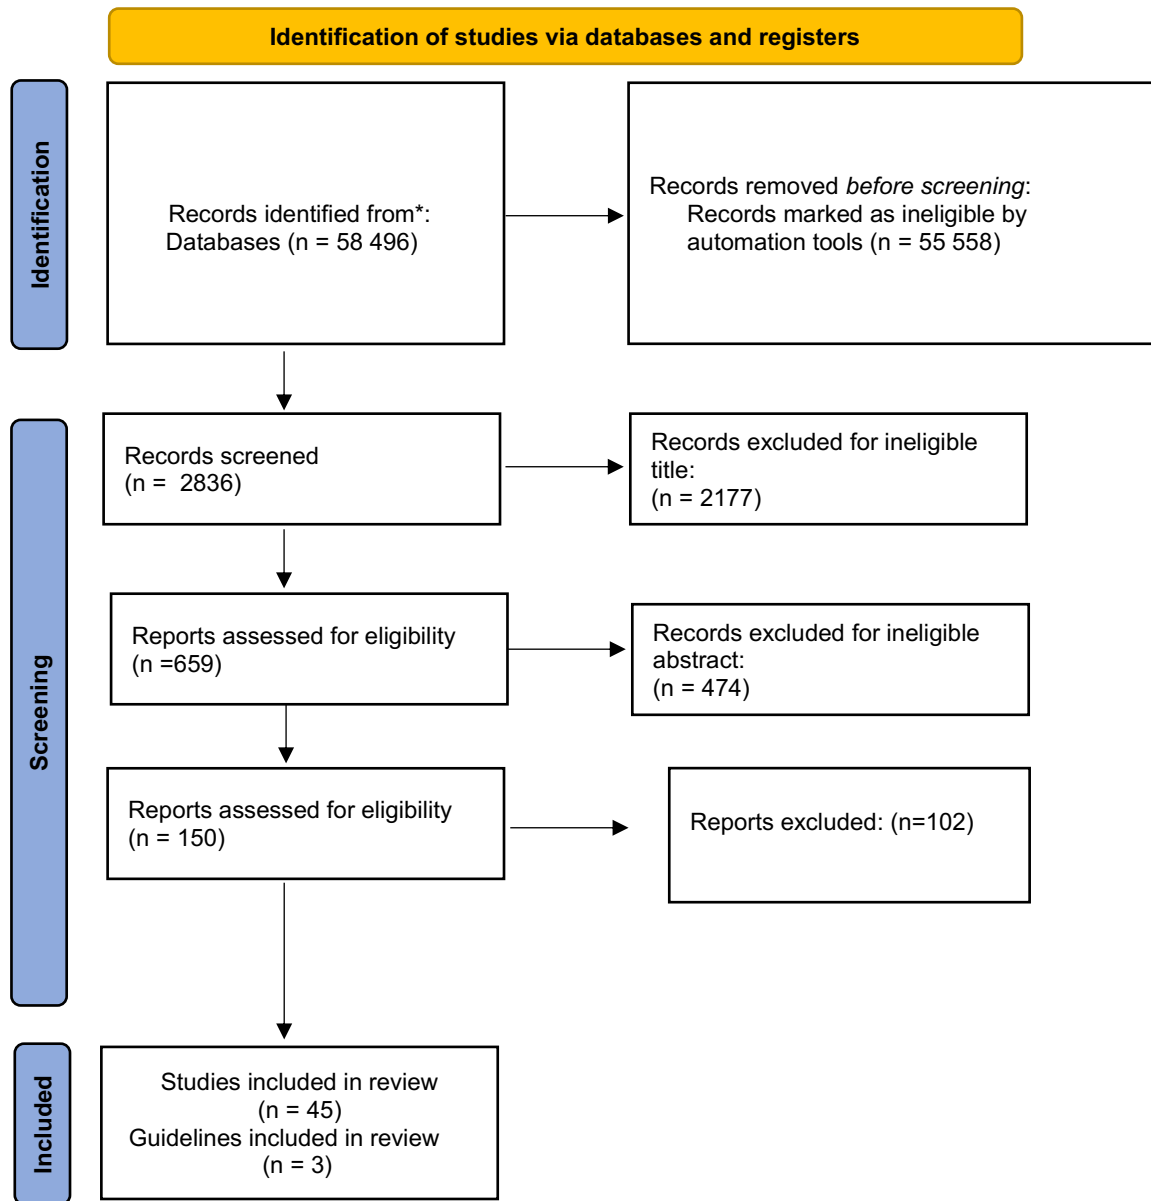 Identification of studies via databases and registers
Identification
Records identified from*:
Databases (n = 58 496)
Records removed before screening:
Records marked as ineligible by
automation tools (n = 55 558)
Screening
Records screened
(n =  2836)
Records excluded for ineligible
title:
(n = 2177)
Reports assessed for eligibility
(n =659)
Records excluded for ineligible
abstract:
(n = 474)
Reports assessed for eligibility
(n = 150)
Reports excluded: (n=102)
Included
Studies included in review
(n = 45)
Guidelines included in review
(n = 3)